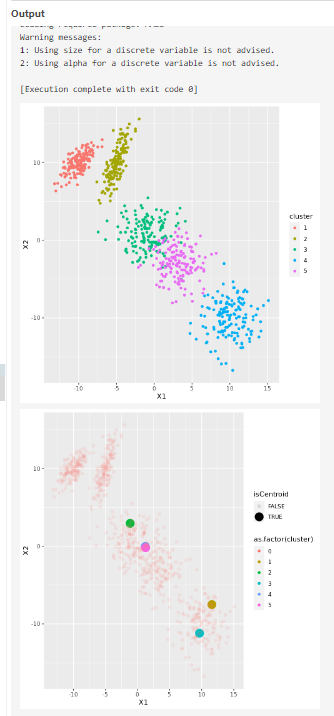 Output
Warning messages:
1: Using size for a discrete variable is not advised.
2: Using alpha for a discrete variable is not advised.
[Execution complete with exit code 0]
10
0
-10
X2
-10
-5
0
5
10
15
X1
cluster
1
2
3
4
5
10
0
-10
X2
-10
-5
0
5
10
15
X1
isCentroid
FALSE
TRUE
as.factor(cluster)
0
1
2
3
4
5